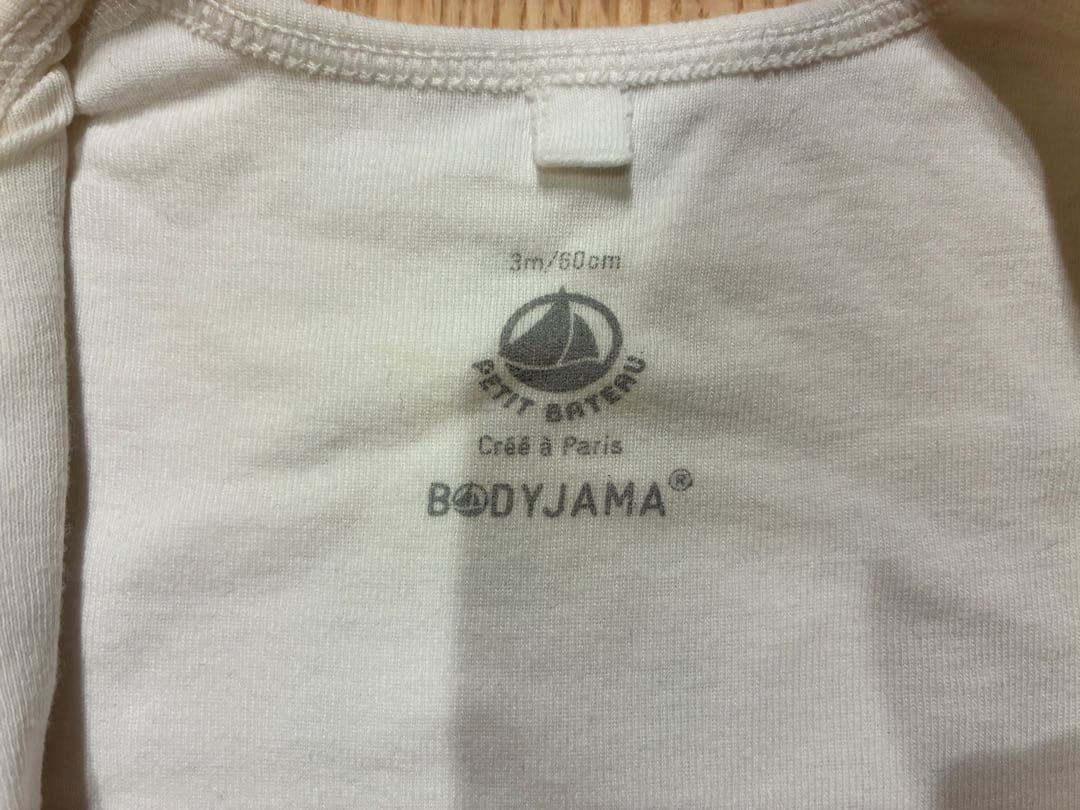 3m/60cm
PETIT BATEAU
Créé à Paris
BODYJAMA®